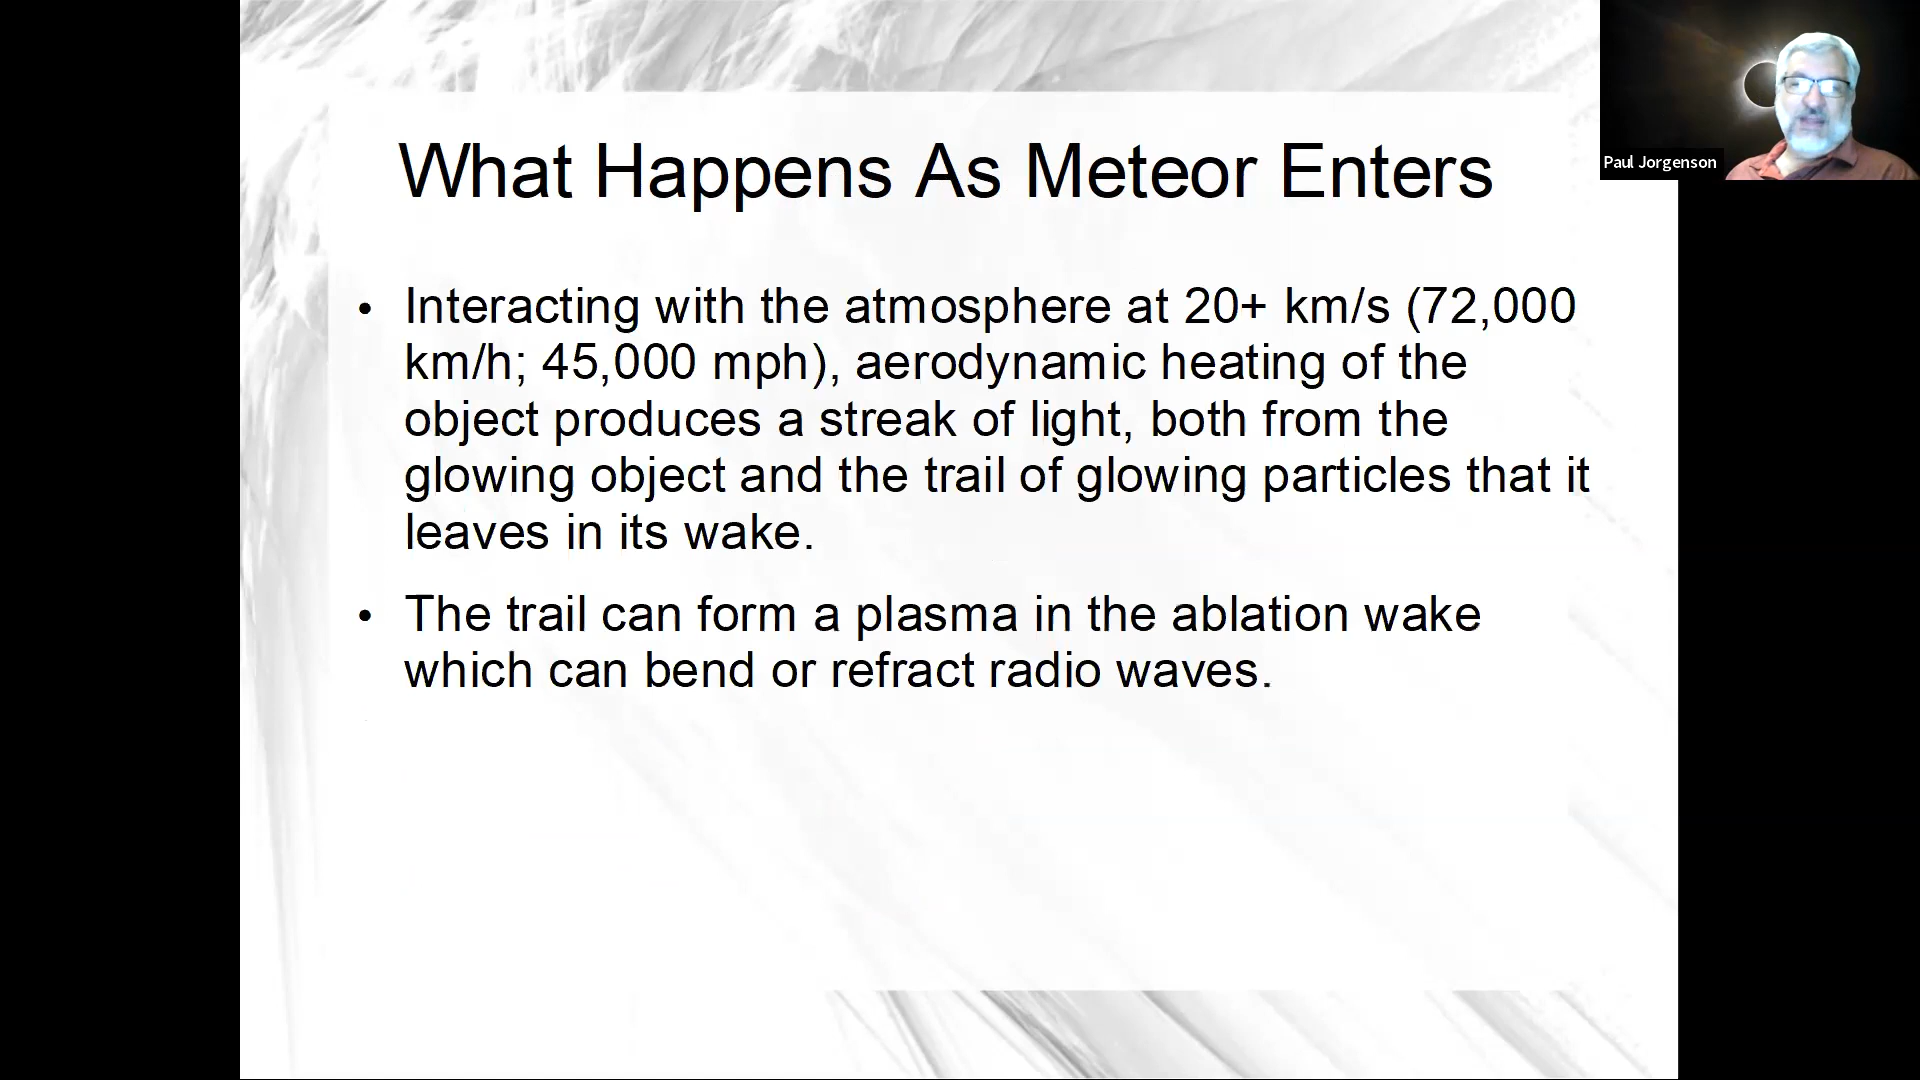 What Happens As Meteor Enters
• Interacting with the atmosphere at 20+ km/s (72,000
km/h; 45,000 mph), aerodynamic heating of the
object produces a streak of light, both from the
glowing object and the trail of glowing particles that it
leaves in its wake.
• The trail can form a plasma in the ablation wake
which can bend or refract radio waves.
Paul Jorgenson